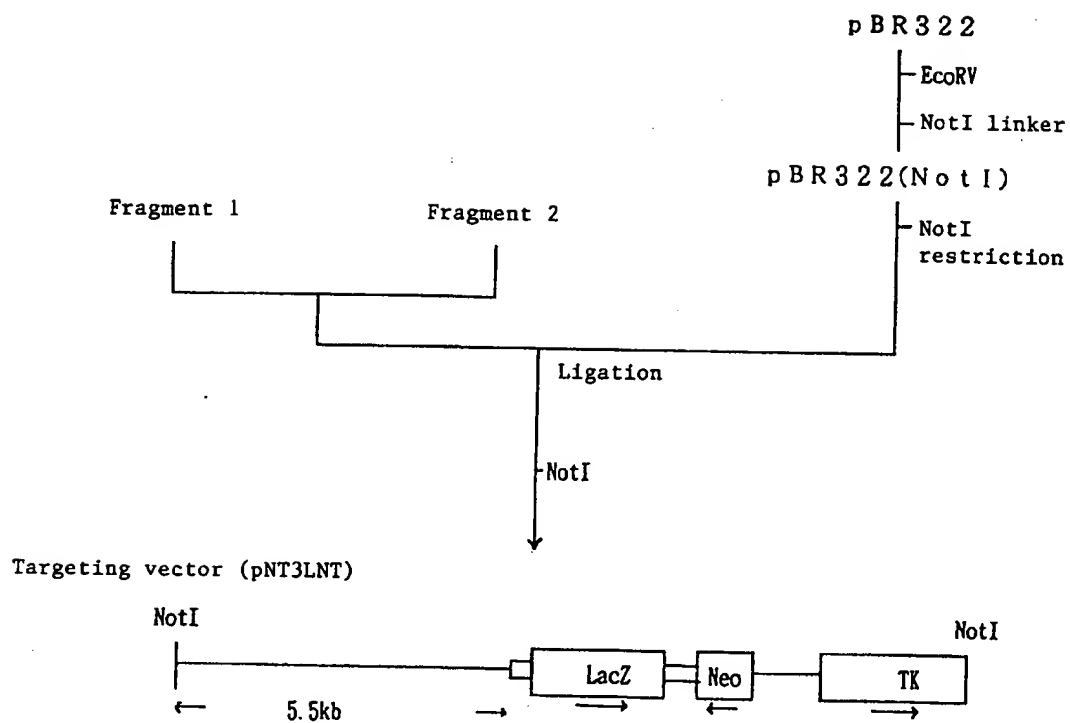 pBR322
EcoRV
NotI linker
pBR322(NotI)
Fragment 1
Fragment 2
NotI
restriction
Ligation
NotI
Targeting vector (pNT3LNT)
NotI
NotI
LacZ
Neo
TK
5.5kb